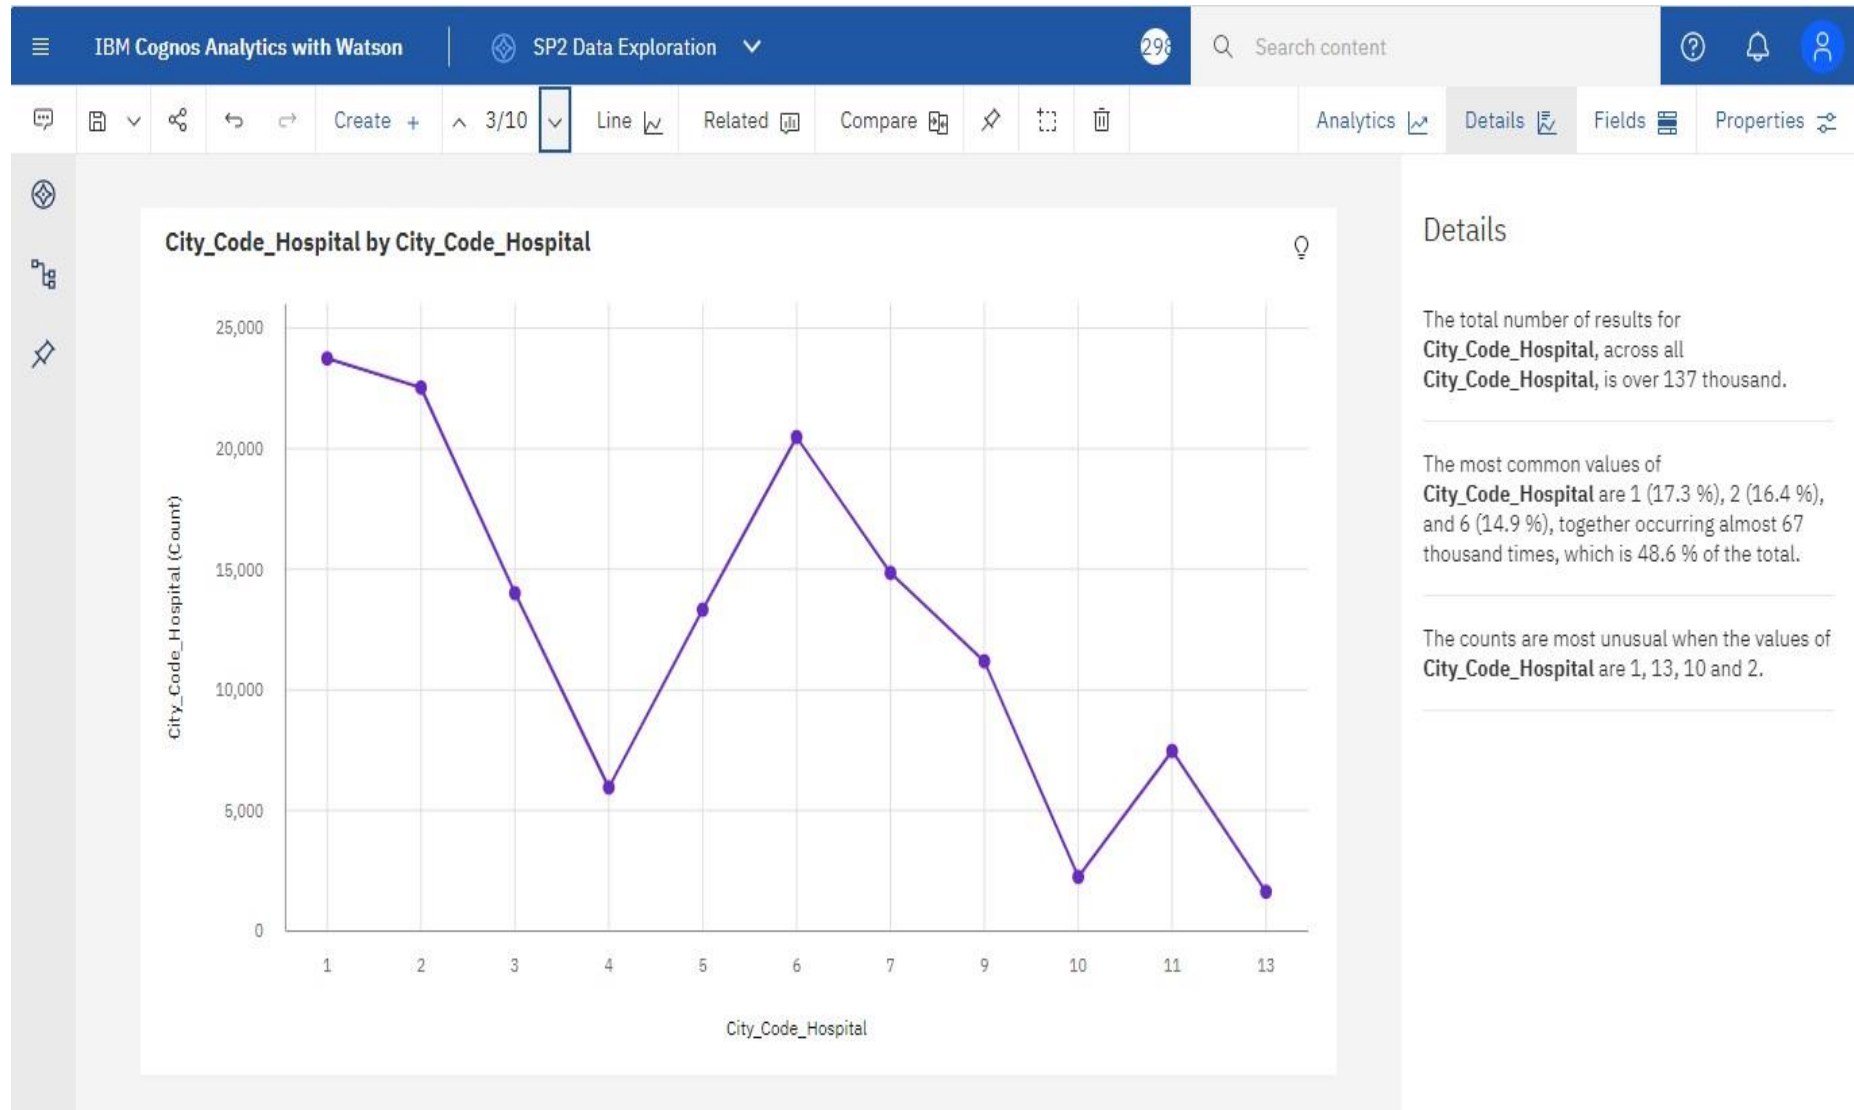 IBM Cognos Analytics with Watson
SP2 Data Exploration
298
Search content
Create +
3/10
Line
Related
Compare
Analytics
Details
Fields
Properties
City_Code_Hospital by City_Code_Hospital
City_Code_Hospital (Count)
25,000
20,000
15,000
10,000
5,000
0
1 2 3 4 5 6 7 9 10 11 13
City_Code_Hospital
Details
The total number of results for
City_Code_Hospital, across all
City_Code_Hospital, is over 137 thousand.
The most common values of
City_Code_Hospital are 1 (17.3 %), 2 (16.4 %),
and 6 (14.9 %), together occurring almost 67
thousand times, which is 48.6 % of the total.
The counts are most unusual when the values of
City_Code_Hospital are 1, 13, 10 and 2.